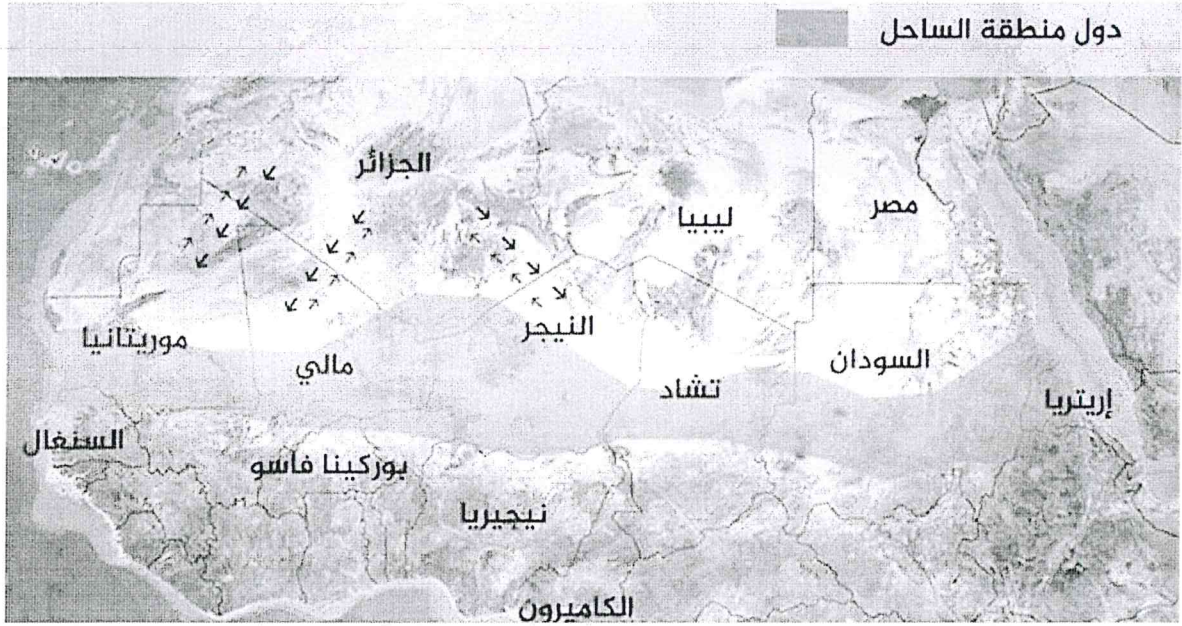 دول منطقة الساحل
الجزائر
ليبيا
مصر
موريتانيا
مالي
النيجر
تشاد
السودان
إريتريا
السنغال
بوركينا فاسو
نيجيريا
الكاميرون